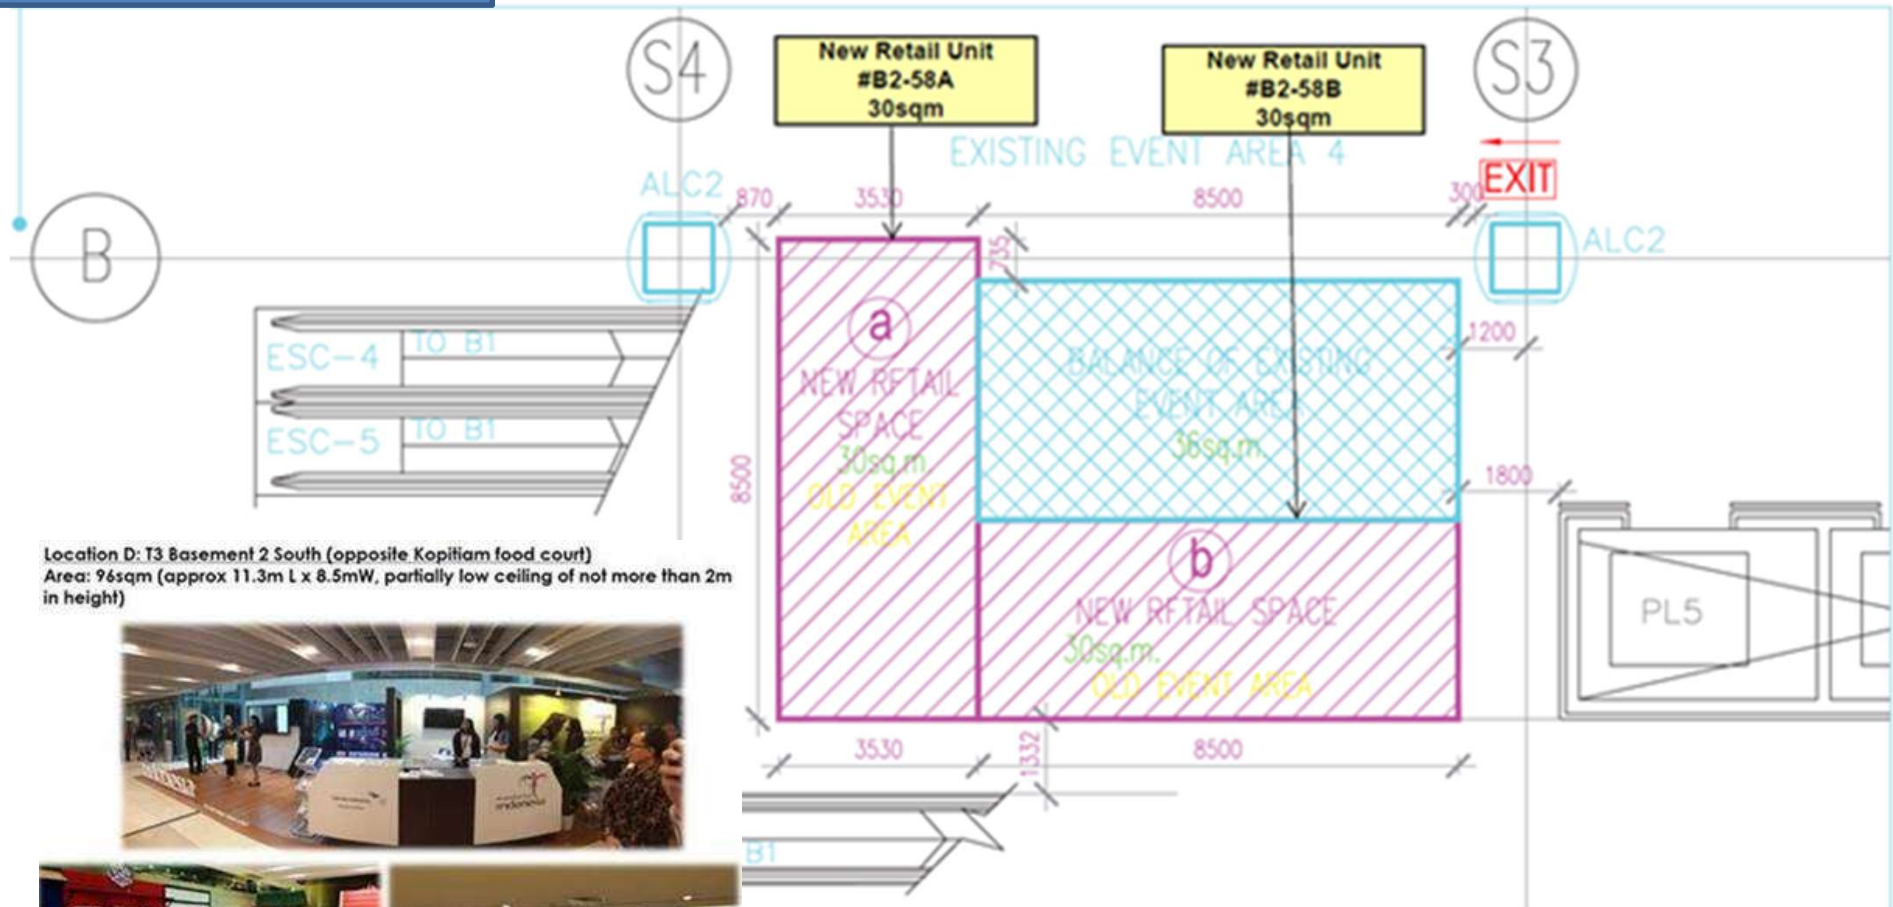 S4
New Retail Unit
#B2-58A
30sqm
New Retail Unit
#B2-58B
30sqm
S3
EXISTING EVENT AREA 4
EXIT
ALC2
870
3530
8500
300
B
735
ALC2
a
ESC-4
TO B1
1200
BALANCE OF EXISTING
EVENT AREA
36sq.m.
NEW RETAIL
SPACE
30sq.m
OLD EVENT
AREA
ESC-5
TO B1
8500
1800
Location D: T3 Basement 2 South (opposite Kopitiam food court)
Area: 96sqm (approx 11.3m L x 8.5mW, partially low ceiling of not more than 2m
in height)
b
NEW RETAIL SPACE
30sq.m.
OLD EVENT AREA
PL5
3530
1332
8500
indonesia
B1